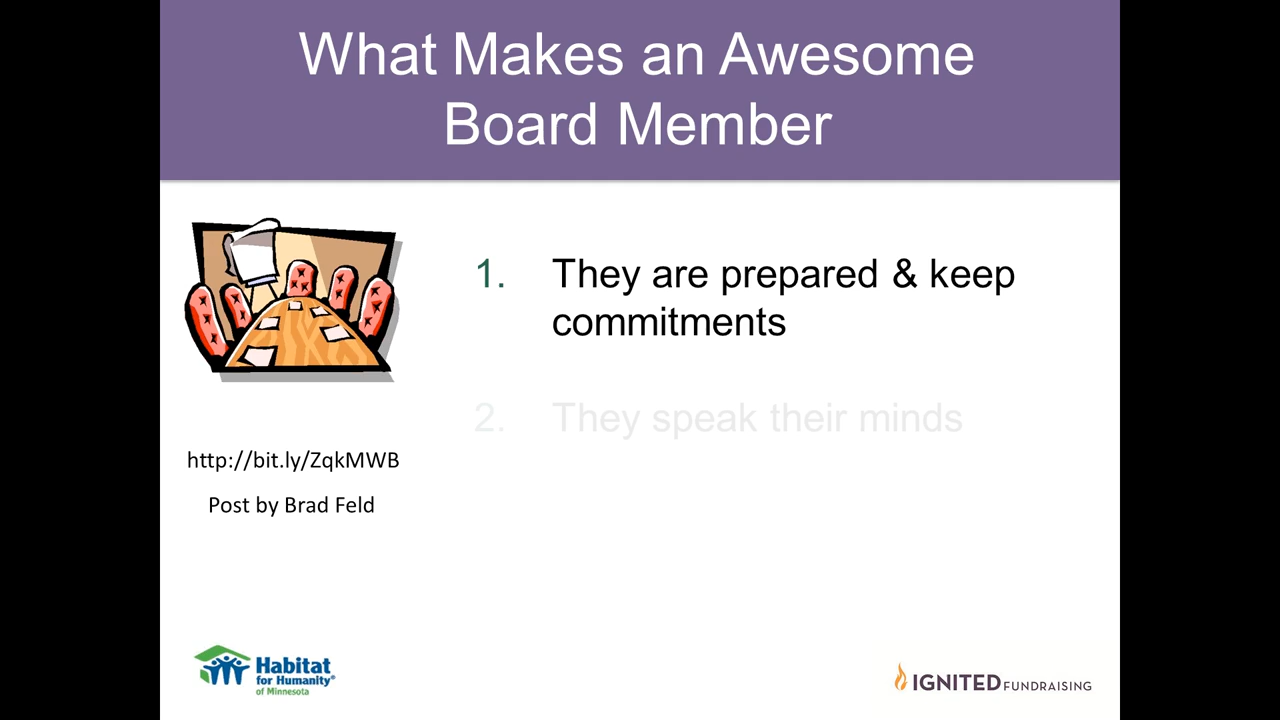 What Makes an Awesome
Board Member
1. They are prepared & keep
commitments
2. They speak their minds
http://bit.ly/ZqkMWB
Post by Brad Feld
Habitat
for Humanity®
of Minnesota
IGNITED FUNDRAISING